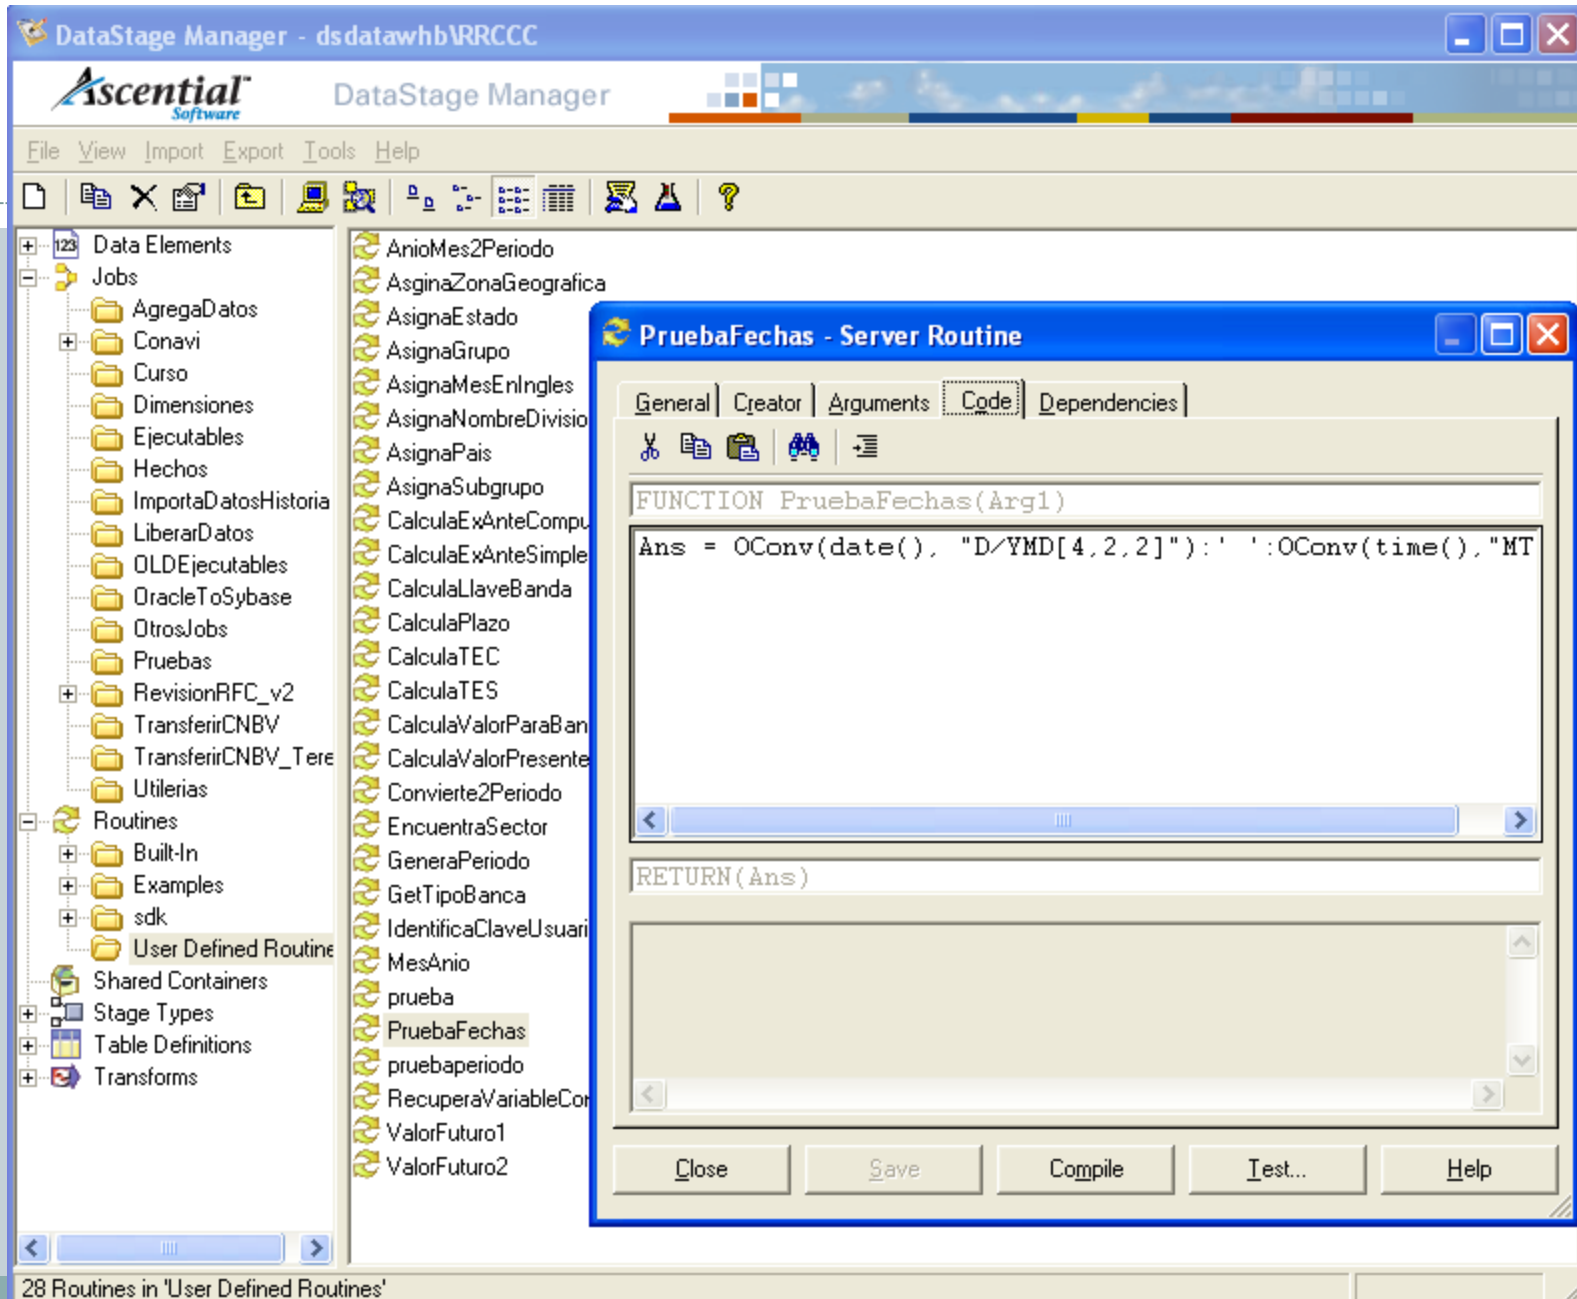 DataStage Manager - dsdatawhb\RRCCC
Ascential™
Software
DataStage Manager
File View Import Export Tools Help
123 Data Elements
Jobs
AgregaDatos
Conavi
Curso
Dimensiones
Ejecutables
Hechos
ImportaDatosHistoria
LiberarDatos
OLDEjecutables
OracleToSybase
OtrosJobs
Pruebas
RevisionRFC_v2
TransferirCNBV
TransferirCNBV_Tere
Utilerias
Routines
Built-In
Examples
sdk
User Defined Routine
Shared Containers
Stage Types
Table Definitions
Transforms
AnioMes2Periodo
AsginaZonaGeografica
AsignaEstado
AsignaGrupo
AsignaMesEnIngles
AsignaNombreDivisio
AsignaPais
AsignaSubgrupo
CalculaExAnteCompu
CalculaExAnteSimple
CalculaLlaveBanda
CalculaPlazo
CalculaTEC
CalculaTES
CalculaValorParaBan
CalculaValorPresente
Convierte2Periodo
EncuentraSector
GeneraPeriodo
GetTipoBanca
IdentificaClaveUsuari
MesAnio
prueba
PruebaFechas
pruebaperiodo
RecuperaVariableCor
ValorFuturo1
ValorFuturo2
PruebaFechas - Server Routine
General Creator Arguments Code Dependencies
FUNCTION PruebaFechas(Arg1)
Ans = OConv(date(), "D/YMD[4,2,2]"):' ':OConv(time(),"MT
RETURN(Ans)
Close Save Compile Test... Help
28 Routines in 'User Defined Routines'